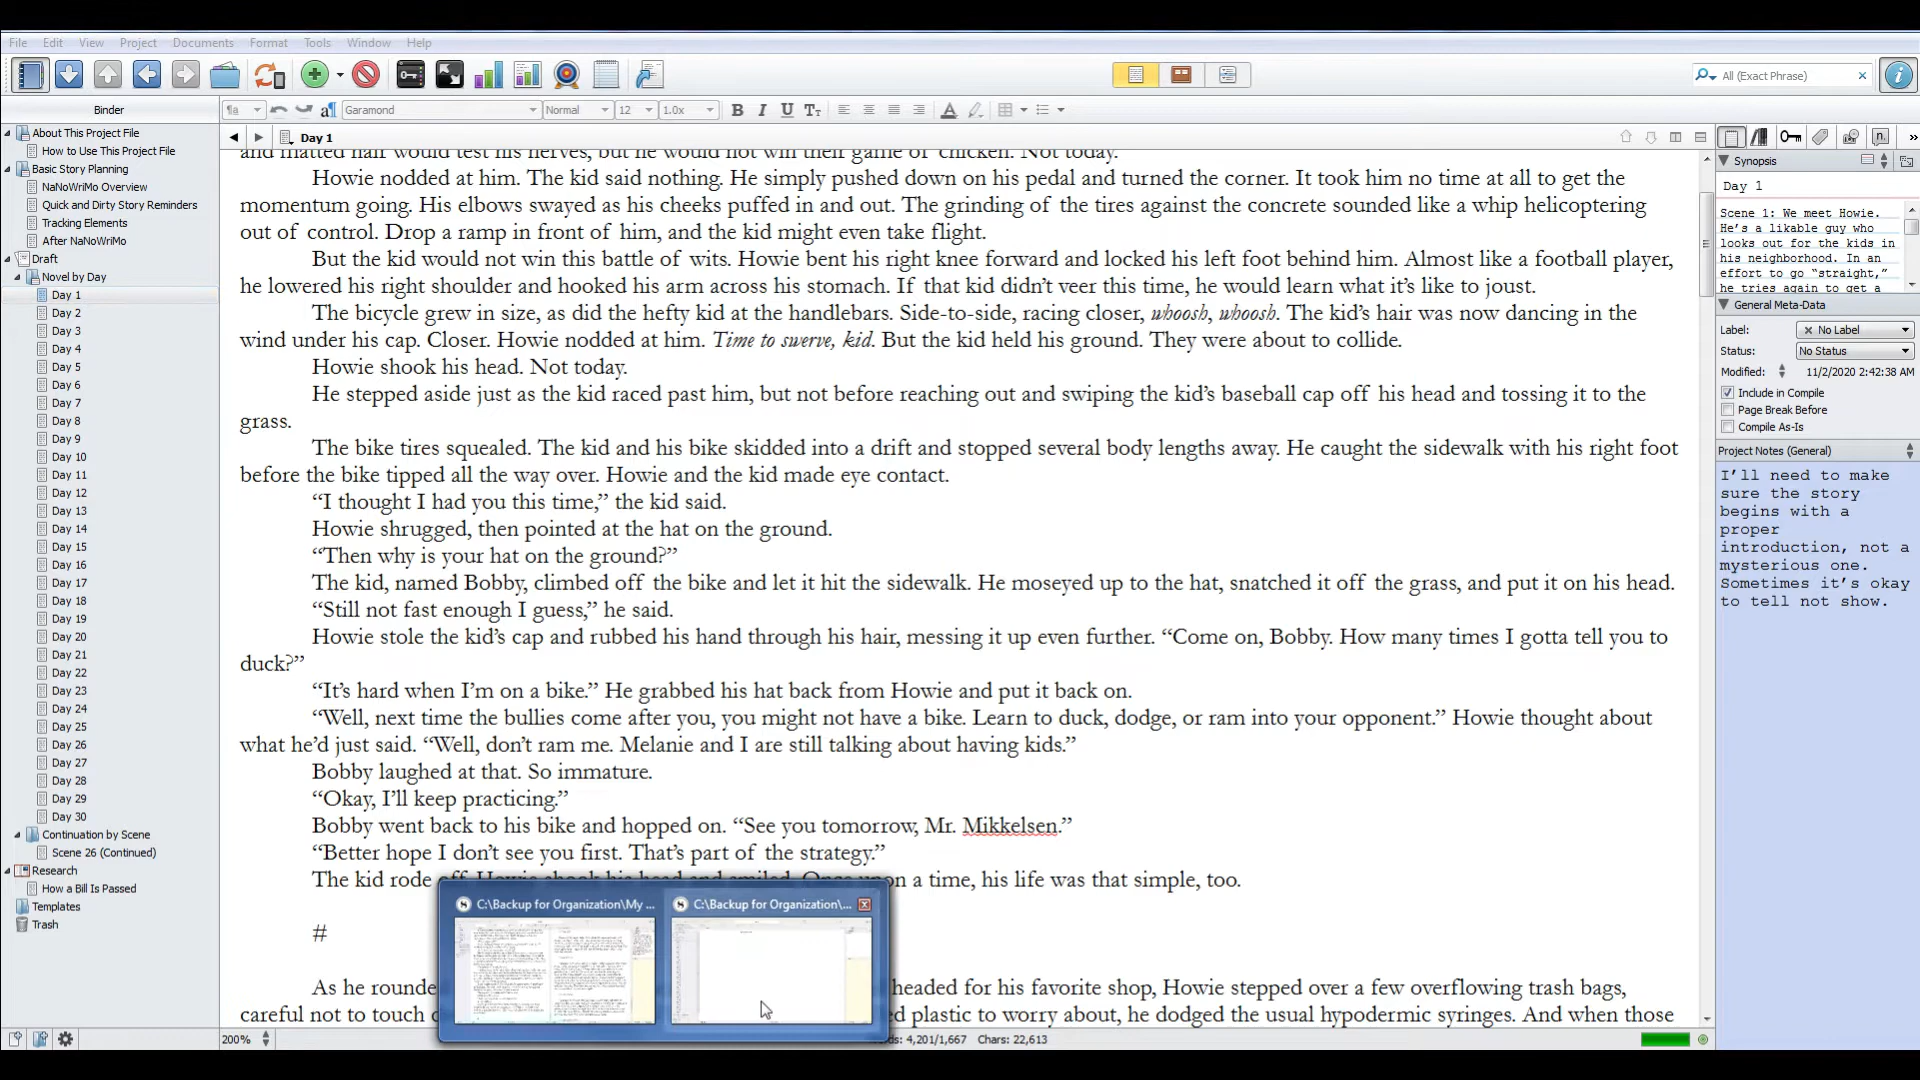 File Edit View Project Documents Format Tools Window Help
All (Exact Phrase)
Binder
Garamond Normal 12 1.0x B I U
Day 1
About This Project File
How to Use This Project File
Basic Story Planning
NaNoWriMo Overview
Quick and Dirty Story Reminders
Tracking Elements
After NaNoWriMo
Draft
Novel by Day
Day 1
Day 2
Day 3
Day 4
Day 5
Day 6
Day 7
Day 8
Day 9
Day 10
Day 11
Day 12
Day 13
Day 14
Day 15
Day 16
Day 17
Day 18
Day 19
Day 20
Day 21
Day 22
Day 23
Day 24
Day 25
Day 26
Day 27
Day 28
Day 29
Day 30
Continuation by Scene
Scene 26 (Continued)
Research
How a Bill Is Passed
Templates
Trash
and matted hair would test his nerves, but he would not win their game of chicken. Not today.
Howie nodded at him. The kid said nothing. He simply pushed down on his pedal and turned the corner. It took him no time at all to get the
momentum going. His elbows swayed as his cheeks puffed in and out. The grinding of the tires against the concrete sounded like a whip helicoptering
out of control. Drop a ramp in front of him, and the kid might even take flight.
But the kid would not win this battle of wits. Howie bent his right knee forward and locked his left foot behind him. Almost like a football player,
he lowered his right shoulder and hooked his arm across his stomach. If that kid didn’t veer this time, he would learn what it’s like to joust.
The bicycle grew in size, as did the hefty kid at the handlebars. Side-to-side, racing closer, whoosh, whoosh. The kid’s hair was now dancing in the
wind under his cap. Closer. Howie nodded at him. Time to swerve, kid. But the kid held his ground. They were about to collide.
Howie shook his head. Not today.
He stepped aside just as the kid raced past him, but not before reaching out and swiping the kid’s baseball cap off his head and tossing it to the
grass.
The bike tires squealed. The kid and his bike skidded into a drift and stopped several body lengths away. He caught the sidewalk with his right foot
before the bike tipped all the way over. Howie and the kid made eye contact.
“I thought I had you this time,” the kid said.
Howie shrugged, then pointed at the hat on the ground.
“Then why is your hat on the ground?”
The kid, named Bobby, climbed off the bike and let it hit the sidewalk. He moseyed up to the hat, snatched it off the grass, and put it on his head.
“Still not fast enough I guess,” he said.
Howie stole the kid’s cap and rubbed his hand through his hair, messing it up even further. “Come on, Bobby. How many times I gotta tell you to
duck?”
“It’s hard when I’m on a bike.” He grabbed his hat back from Howie and put it back on.
“Well, next time the bullies come after you, you might not have a bike. Learn to duck, dodge, or ram into your opponent.” Howie thought about
what he’d just said. “Well, don’t ram me. Melanie and I are still talking about having kids.”
Bobby laughed at that. So immature.
“Okay, I’ll keep practicing.”
Bobby went back to his bike and hopped on. “See you tomorrow, Mr. Mikkelsen.”
“Better hope I don’t see you first. That’s part of the strategy.”
The kid rode off. Howie shook his head and smiled. Once upon a time, his life was that simple, too.
#
As he rounde headed for his favorite shop, Howie stepped over a few overflowing trash bags,
careful not to touch plastic to worry about, he dodged the usual hypodermic syringes. And when those
C:\Backup for Organization\My ...
C:\Backup for Organization\...
200%
4,201/1,667 Chars: 22,613
Synopsis
Day 1
Scene 1: We meet Howie.
He’s a likable guy who
looks out for the kids in
his neighborhood. In an
effort to go “straight,”
he tries again to get a
General Meta-Data
Label: No Label
Status: No Status
Modified: 11/2/2020 2:42:38 AM
Include in Compile
Page Break Before
Compile As-Is
Project Notes (General)
I’ll need to make
sure the story
begins with a
proper
introduction, not a
mysterious one.
Sometimes it’s okay
to tell not show.